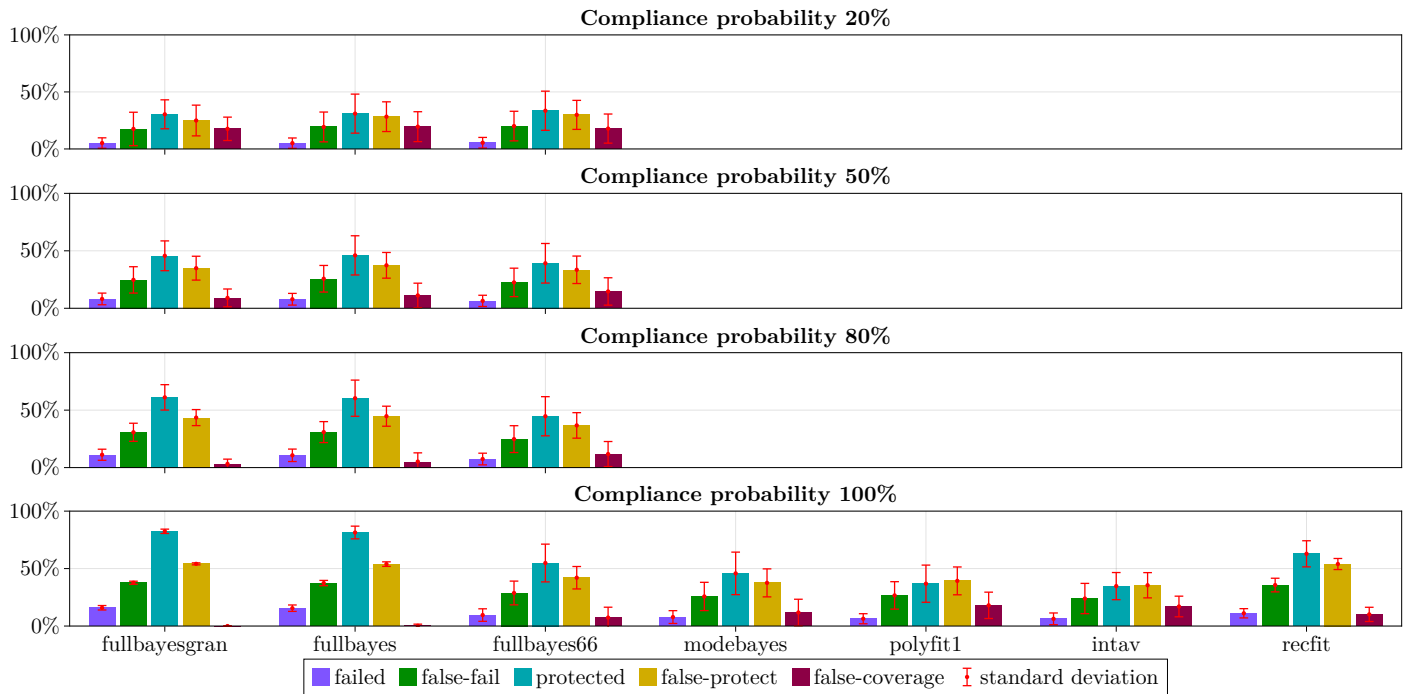 Compliance probability 20%
100%
50%
0%
Compliance probability 50%
100%
50%
0%
Compliance probability 80%
100%
50%
0%
Compliance probability 100%
100%
50%
0%
fullbayesgran fullbayes fullbayes66 modebayes polyfit1 intav recfit
failed false-fail protected false-protect false-coverage standard deviation